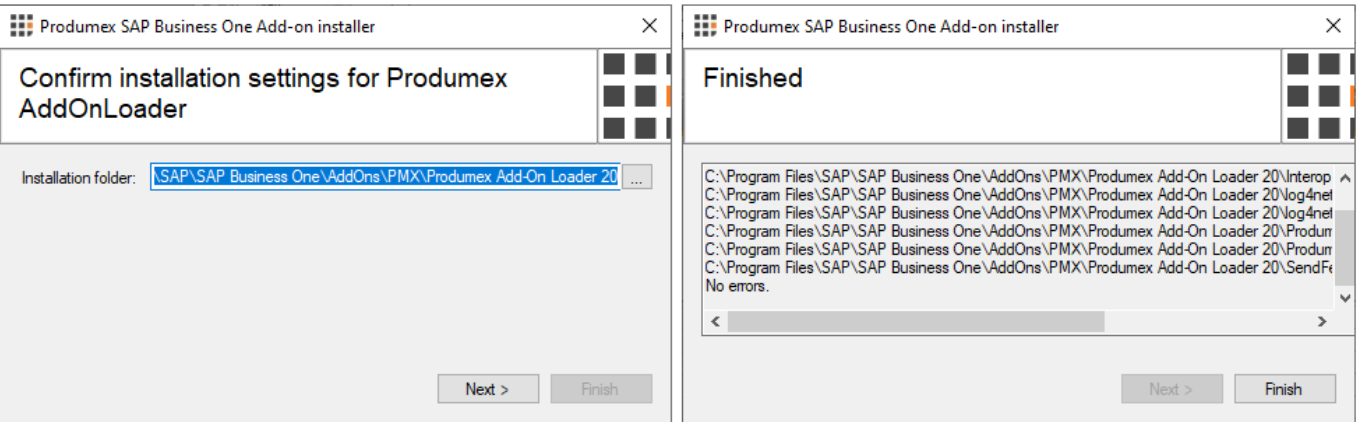 Produmex SAP Business One Add-on installer
Confirm installation settings for Produmex
AddOnLoader
Installation folder: \SAP\SAP Business One\AddOns\PMX\Produmex Add-On Loader 20 ...
Next >
Finish
Produmex SAP Business One Add-on installer
Finished
C:\Program Files\SAP\SAP Business One\AddOns\PMX\Produmex Add-On Loader 20\Interop
C:\Program Files\SAP\SAP Business One\AddOns\PMX\Produmex Add-On Loader 20\log4net
C:\Program Files\SAP\SAP Business One\AddOns\PMX\Produmex Add-On Loader 20\log4net
C:\Program Files\SAP\SAP Business One\AddOns\PMX\Produmex Add-On Loader 20\Produm
C:\Program Files\SAP\SAP Business One\AddOns\PMX\Produmex Add-On Loader 20\Produm
C:\Program Files\SAP\SAP Business One\AddOns\PMX\Produmex Add-On Loader 20\SendFe
No errors.
Next >
Finish